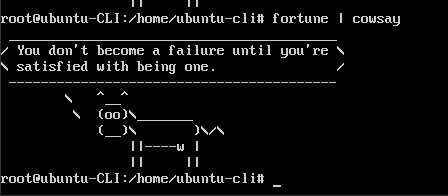 root@ubuntu-CLI:/home/ubuntu-cli# fortune | cowsay
 _________________________________________
/ You don't become a failure until you're \
\ satisfied with being one.               /
 -----------------------------------------
        \   ^__^
         \  (oo)\_______
            (__)\       )\/\
                ||----w |
                ||     ||
root@ubuntu-CLI:/home/ubuntu-cli# _